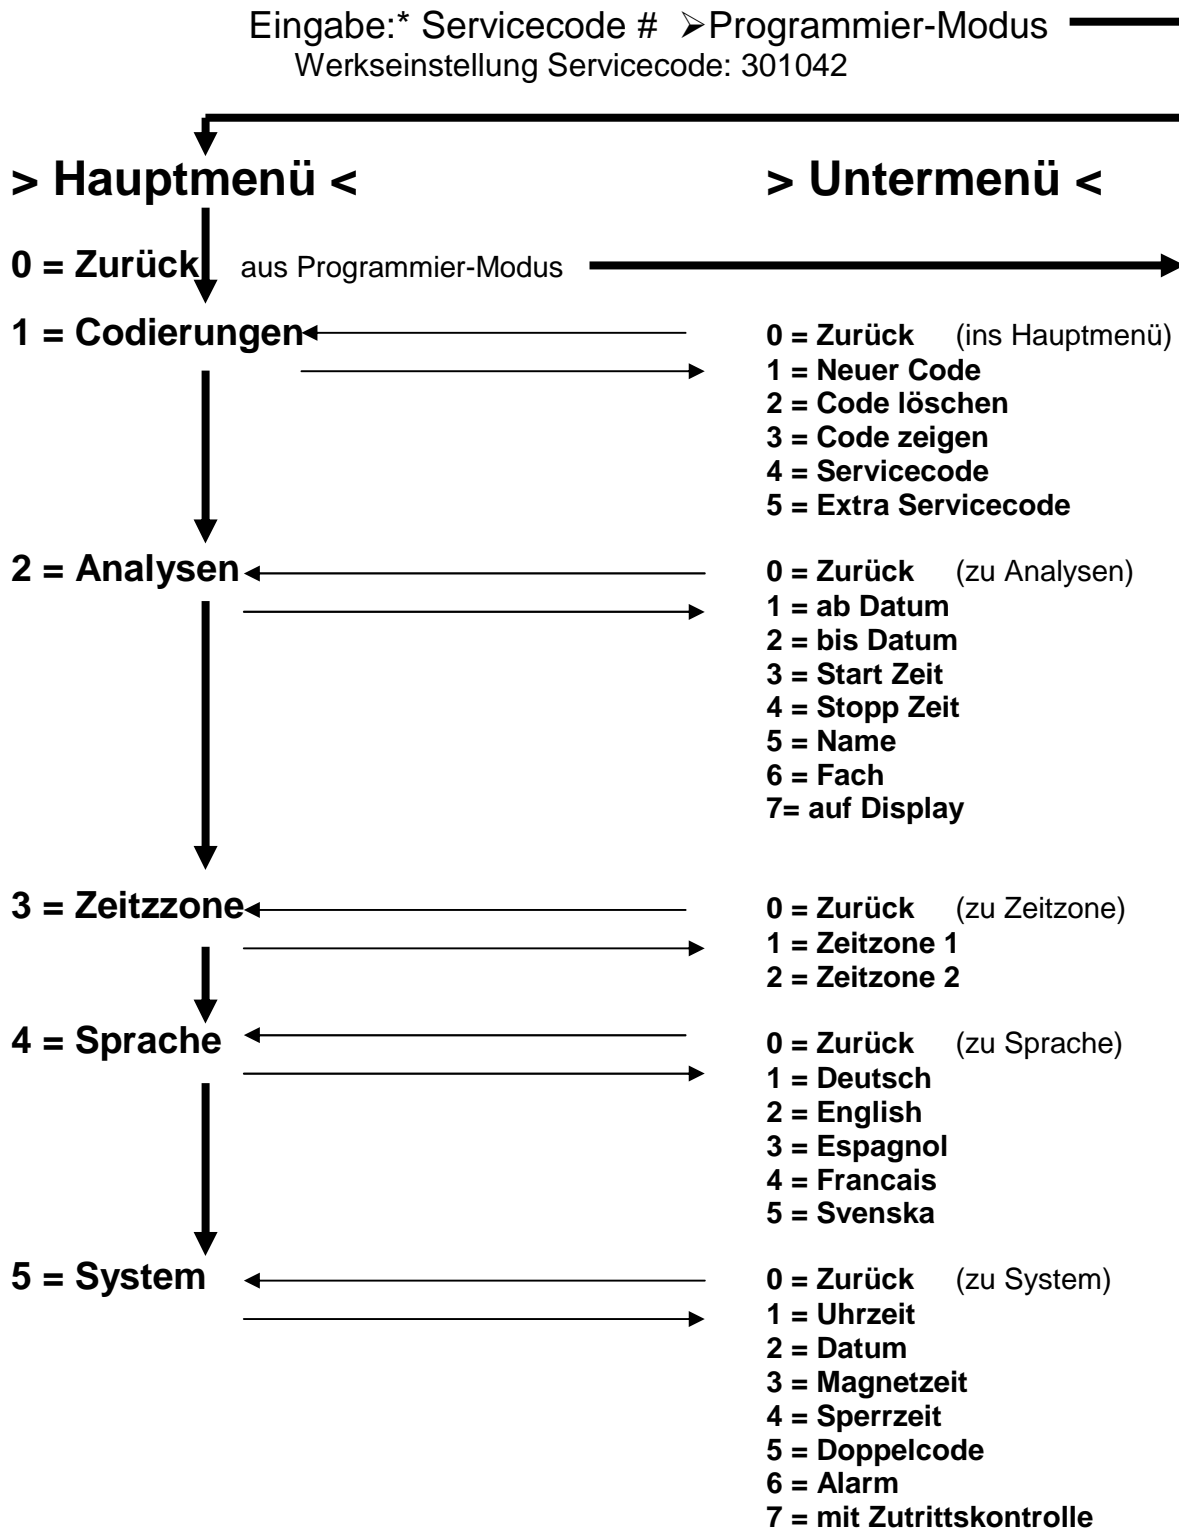 Eingabe:* Servicecode # ➢Programmier-Modus
Werkseinstellung Servicecode: 301042
> Hauptmenü <
> Untermenü <
0 = Zurück aus Programmier-Modus
1 = Codierungen
0 = Zurück (ins Hauptmenü)
1 = Neuer Code
2 = Code löschen
3 = Code zeigen
4 = Servicecode
5 = Extra Servicecode
2 = Analysen
0 = Zurück (zu Analysen)
1 = ab Datum
2 = bis Datum
3 = Start Zeit
4 = Stopp Zeit
5 = Name
6 = Fach
7= auf Display
3 = Zeitzzone
0 = Zurück (zu Zeitzone)
1 = Zeitzone 1
2 = Zeitzone 2
4 = Sprache
0 = Zurück (zu Sprache)
1 = Deutsch
2 = English
3 = Espagnol
4 = Francais
5 = Svenska
5 = System
0 = Zurück (zu System)
1 = Uhrzeit
2 = Datum
3 = Magnetzeit
4 = Sperrzeit
5 = Doppelcode
6 = Alarm
7 = mit Zutrittskontrolle